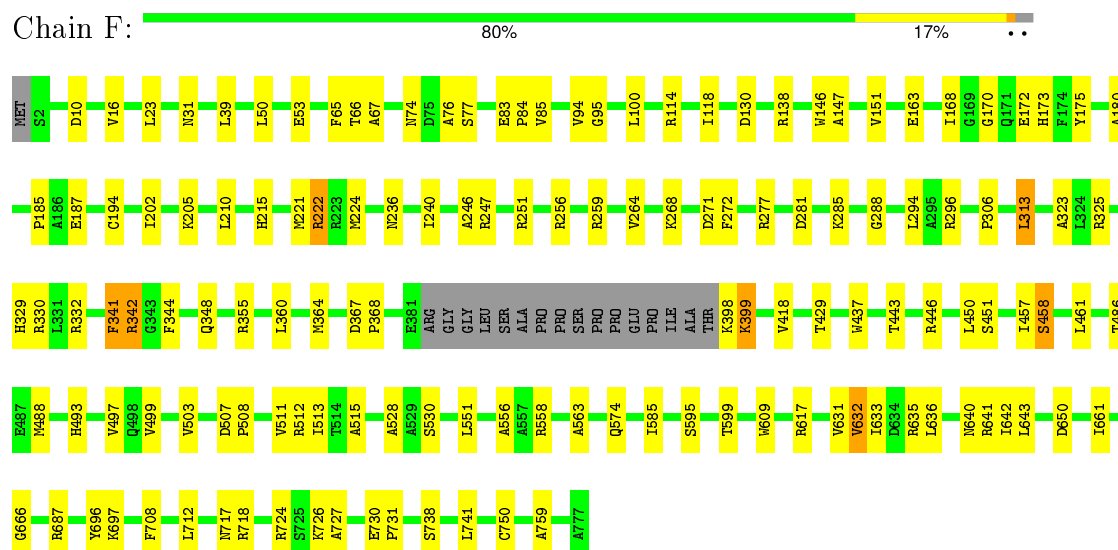 Chain F:
80%
17%
MET S2 D10 V16 L23 N31 L39 L50 E53 F65 T66 A67 N74 D75 A76 S77 E83 P84 V85 V94 G95 L100 R114 I118 D130 R138 W146 A147 V151 E163 I168 G169 G170 Q171 E172 H173 F174 Y175
P185 A186 E187 C194 I202 K205 L210 H215 M221 R222 R223 M224 N236 I240 A246 R247 R251 R256 R259 V264 K268 D271 F272 R277 D281 K285 G288 L294 A295 R296 P306 L313 A323 L324 R325
H329 R330 L331 R332 F341 R342 G343 F344 Q348 R355 L360 M364 D367 P368 E381 ARG GLY GLY LEU SER ALA PRO PRO SER PRO PRO GLU PRO ILE ALA THR K398 K399 V418 T429 W437 T443 R446 L450 S451 I457 S458 L461 T486
E487 M488 H493 V497 Q498 V499 V503 D507 P508 V511 R512 I513 T514 A515 A528 A529 S530 L551 A556 A557 R558 A563 Q574 I585 S595 T599 W609 R617 V631 V632 I633 D634 R635 L636 N640 R641 I642 L643 D650 I661
G666 R687 Y696 K697 F708 L712 N717 R718 R724 S725 K726 A727 E730 P731 S738 L741 C750 A759 A777